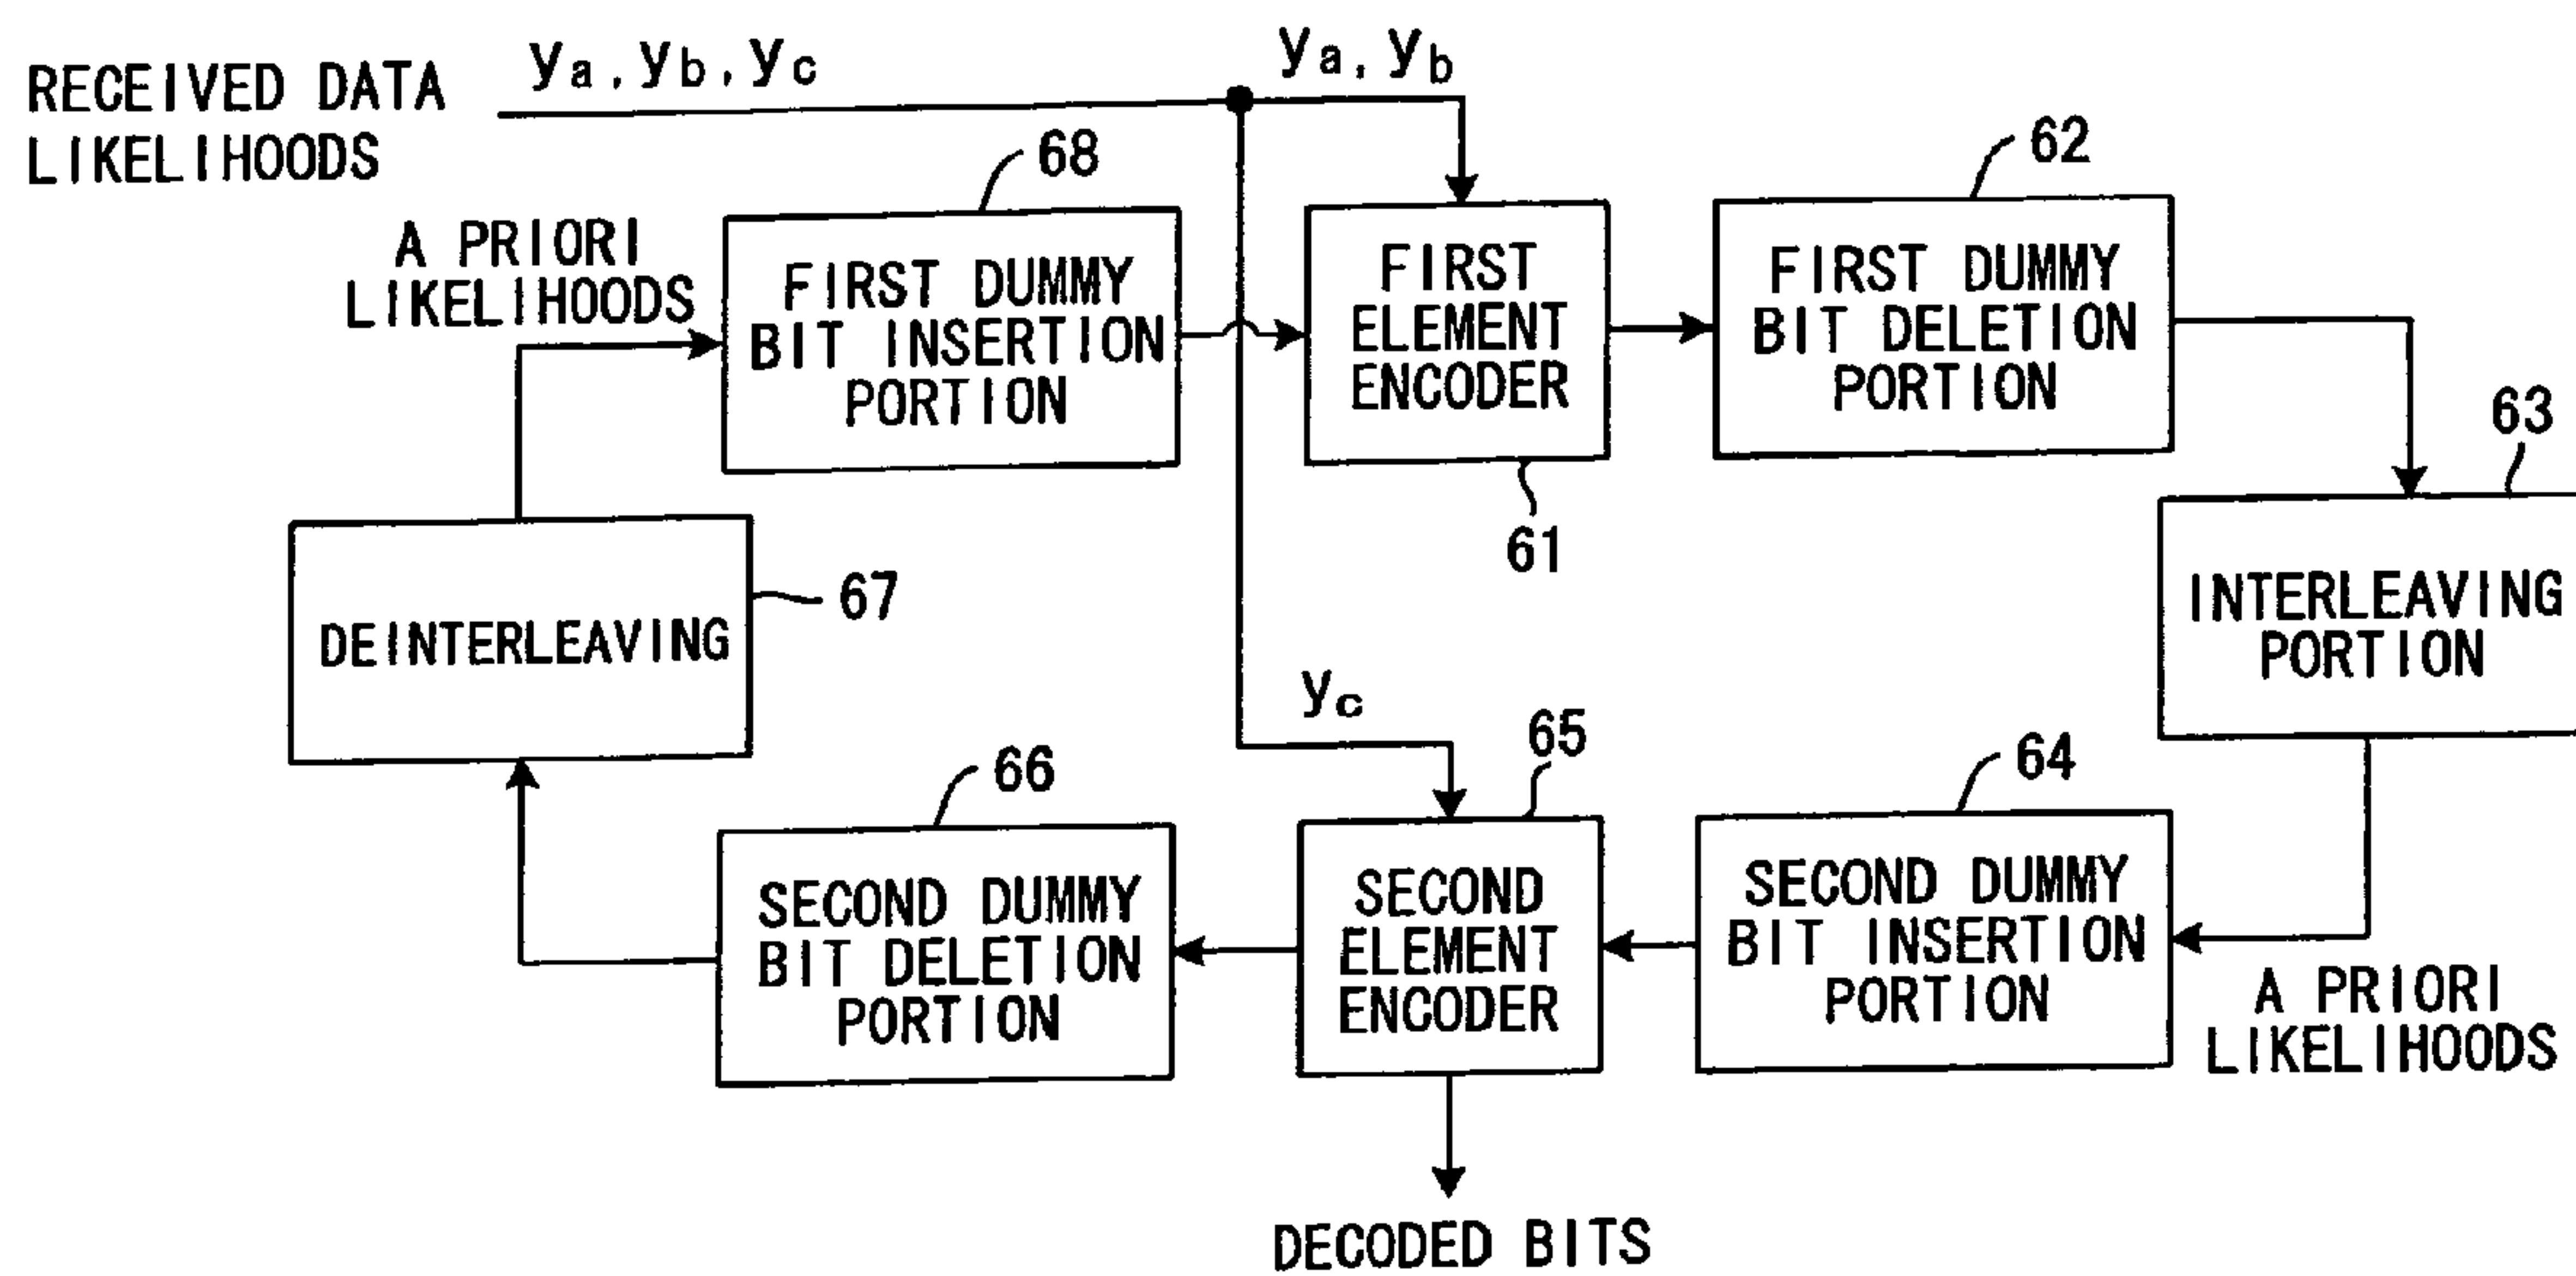 RECEIVED DATA
LIKELIHOODS
ya, yb, yc
ya, yb
68
62
A PRIORI
LIKELIHOODS
FIRST DUMMY
BIT INSERTION
PORTION
FIRST
ELEMENT
ENCODER
FIRST DUMMY
BIT DELETION
PORTION
61
63
DEINTERLEAVING
67
INTERLEAVING
PORTION
yc
65
66
64
SECOND DUMMY
BIT DELETION
PORTION
SECOND
ELEMENT
ENCODER
SECOND DUMMY
BIT INSERTION
PORTION
A PRIORI
LIKELIHOODS
DECODED BITS